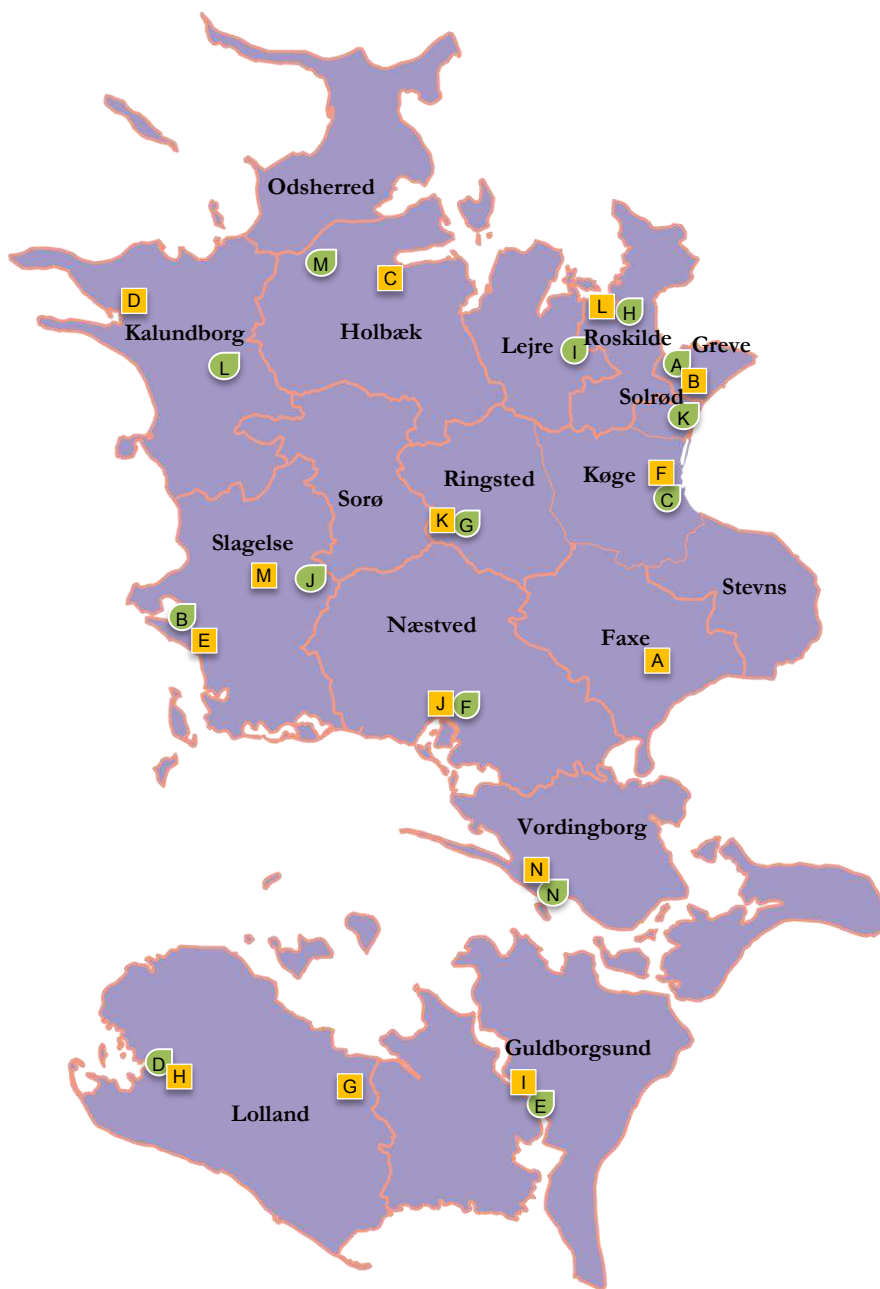 Odsherred
M
C
D
L
H
Kalundborg
Holbæk
Lejre
I
Roskilde
Greve
L
A
B
Solrød
K
Ringsted
Køge
F
C
Sorø
K
G
Slagelse
M
J
Stevns
B
E
Næstved
Faxe
A
J
F
Vordingborg
N
N
Guldborgsund
D
H
G
I
E
Lolland